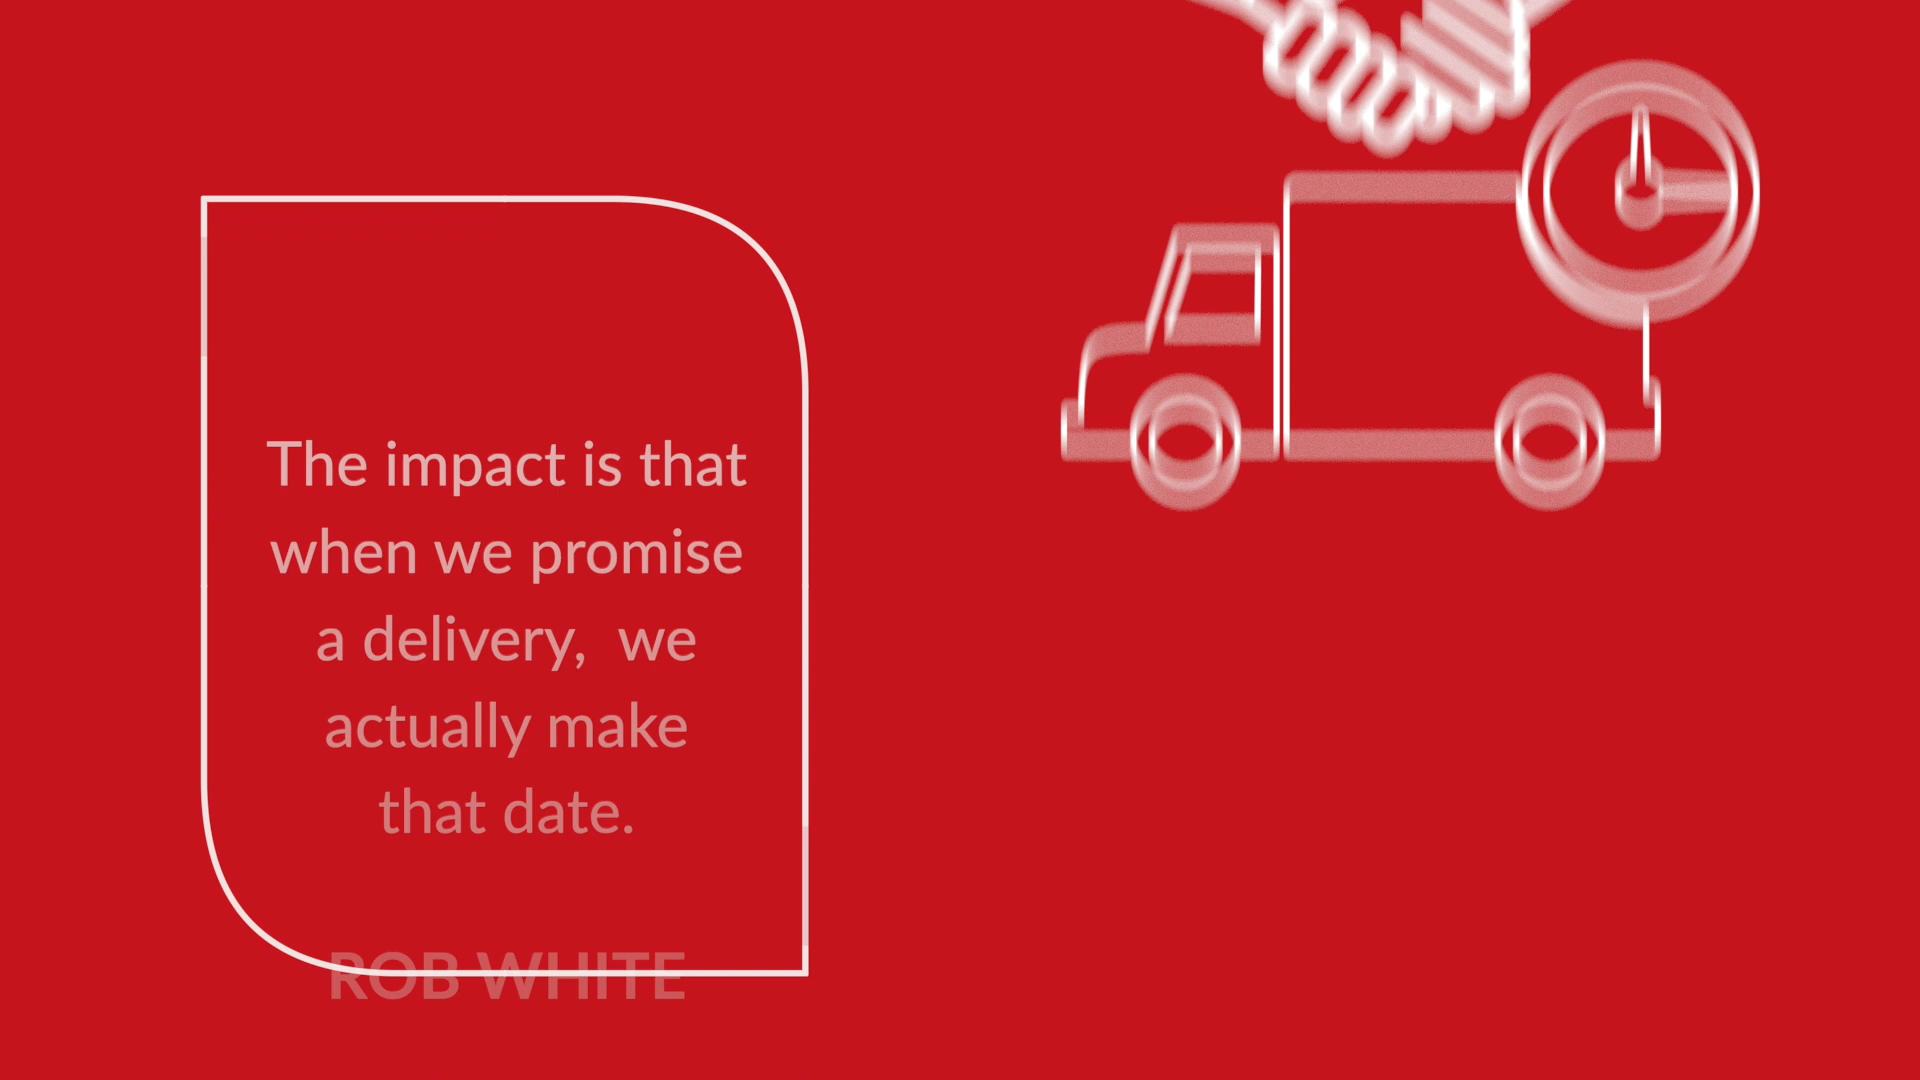 The impact is that
when we promise
a delivery,  we
actually make
that date.
ROB WHITE